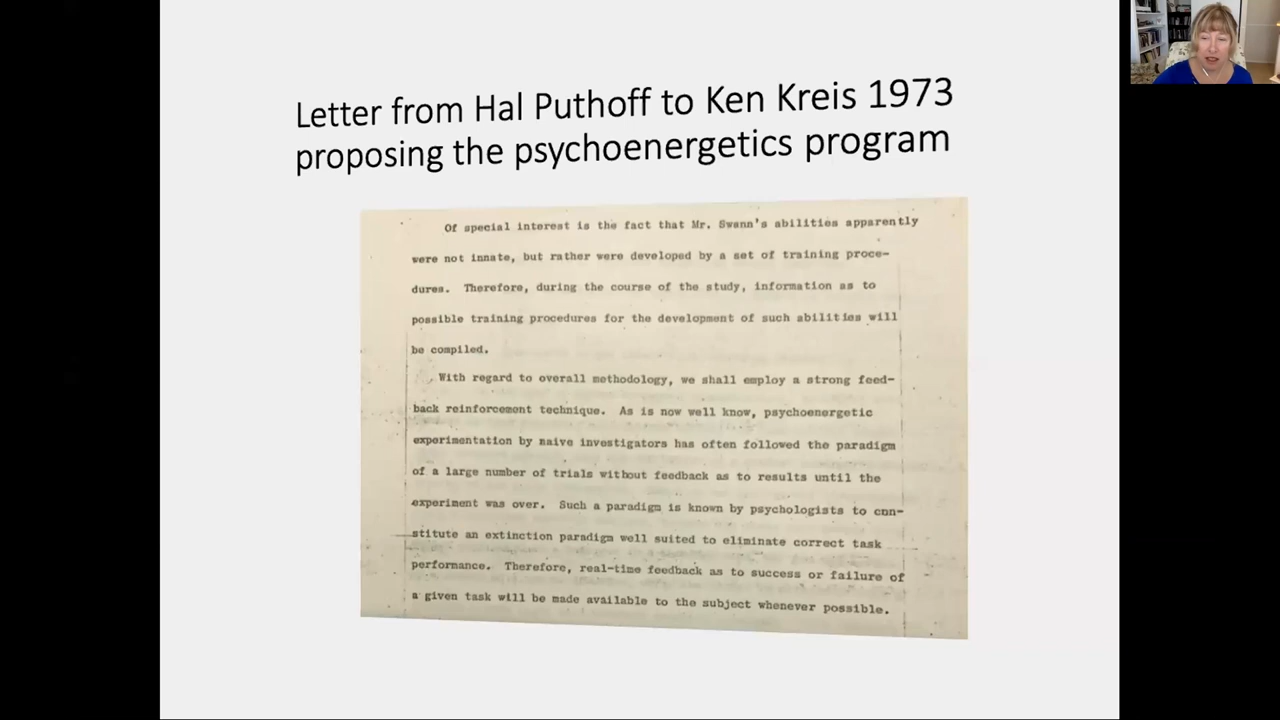 Letter from Hal Puthoff to Ken Kreis 1973
proposing the psychoenergetics program
Of special interest is the fact that Mr. Swann's abilities apparently
were not innate, but rather were developed by a set of training proce-
dures. Therefore, during the course of the study, information as to
possible training procedures for the development of such abilities will
be compiled.
With regard to overall methodology, we shall employ a strong feed-
back reinforcement technique. As is now well know, psychoenergetic
experimentation by naive investigators has often followed the paradigm
of a large number of trials without feedback as to results until the
experiment was over. Such a paradigm is known by psychologists to con-
stitute an extinction paradigm well suited to eliminate correct task
performance. Therefore, real-time feedback as to success or failure of
a given task will be made available to the subject whenever possible.